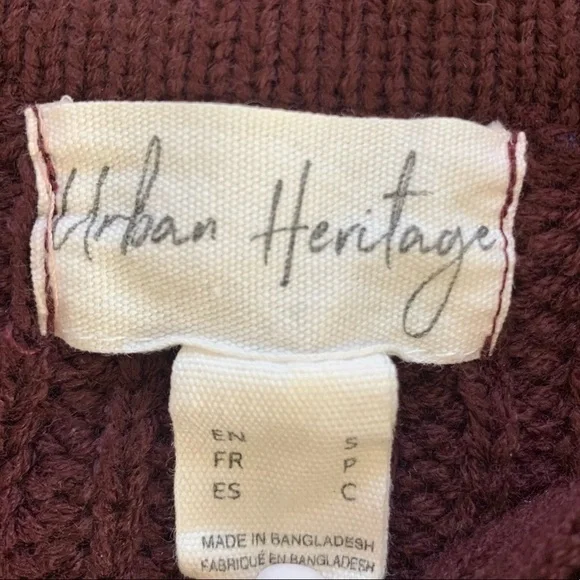 Urban Heritage
EN S
FR P
ES C
MADE IN BANGLADESH
FABRIQUÉ EN BANGLADESH